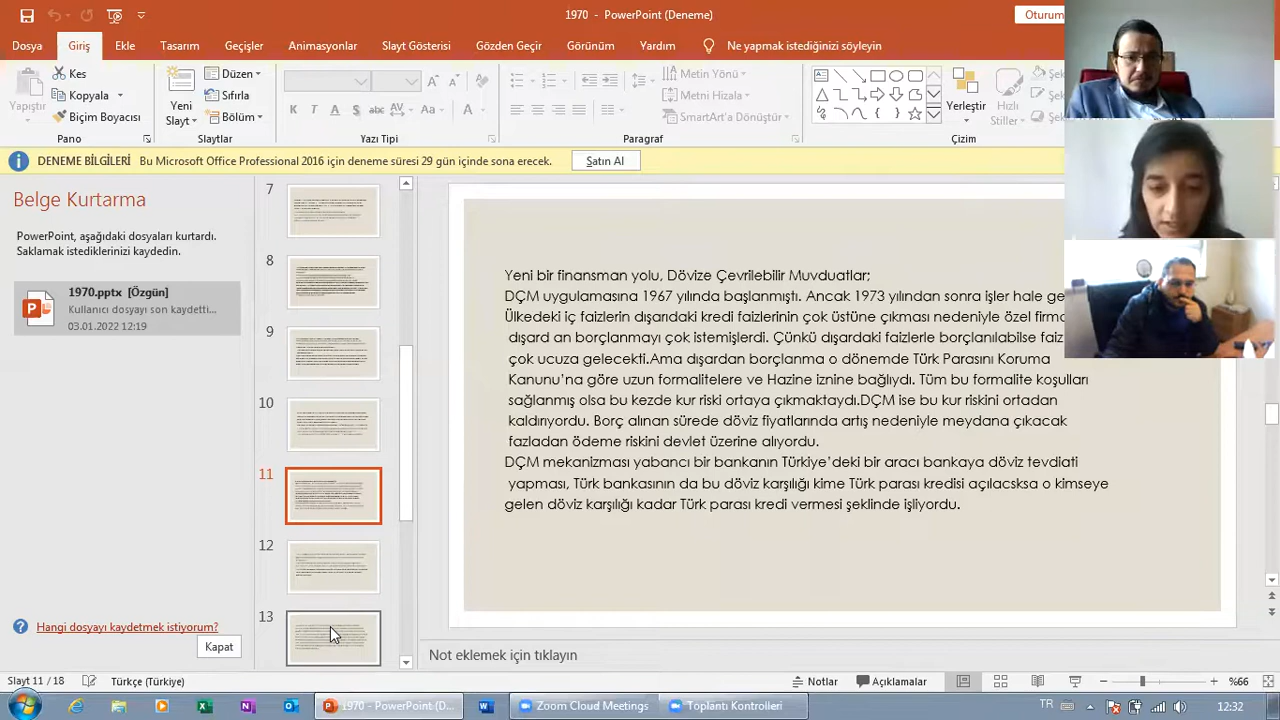 1970 - PowerPoint (Deneme)
Oturum
Dosya Giriş Ekle Tasarım Geçişler Animasyonlar Slayt Gösterisi Gözden Geçir Görünüm Yardım Ne yapmak istediğinizi söyleyin
Yapıştır
Kes
Kopyala
Biçim Boyacısı
Pano
Yeni Slayt
Düzen
Sıfırla
Bölüm
Slaytlar
K T A S abc AV Aa A
Yazı Tipi
Metin Yönü
Metni Hizala
SmartArt'a Dönüştür
Paragraf
Yerleştir
Hızlı Stiller
Çizim
DENEME BİLGİLERİ Bu Microsoft Office Professional 2016 için deneme süresi 29 gün içinde sona erecek. Satın Al
Belge Kurtarma
PowerPoint, aşağıdaki dosyaları kurtardı.
Saklamak istediklerinizi kaydedin.
1970.pptx [Özgün]
Kullanıcı dosyayı son kaydetti...
03.01.2022 12:19
Hangi dosyayı kaydetmek istiyorum?
Kapat
7
8
9
10
11
12
13
Yeni bir finansman yolu, Dövize Çevrilebilir Muvduatlar;
DÇM uygulamasına 1967 yılında başlanmıştı. Ancak 1973 yılından sonra işler hale
Ülkedeki iç faizlerin dışarıdaki kredi faizlerinin çok üstüne çıkması nedeniyle özel
dışard an borçlanmayı çok istemişlerdi. Çünkü dışardaki faizlerle borçlanılabilse faiz
çok ucuza gelecekti.Ama dışardan borçlanma o dönemde Türk Parasını Koruma
Kanunu'na göre uzun formalitelere ve Hazine iznine bağlıydı. Tüm bu formalite koşulları
sağlanmış olsa bu kezde kur riski ortaya çıkmaktaydı.DÇM ise bu kur riskini ortadan
kaldırıyordu. Borç alınan sürede döviz fiyatlarında artış nedeniyle meydana çıkacak
fazladan ödeme riskini devlet üzerine alıyordu.
DÇM mekanizması yabancı bir bankanın Türkiye'deki bir aracı bankaya döviz tevdiati
yapması, Türk bankasının da bu döviz karşılığı kime Türk parası kredisi açılacsksa o kimseye
gelen döviz karşılığı kadar Türk parası kredi vermesi şeklinde işliyordu.
Not eklemek için tıklayın
Slayt 11 / 18 Türkçe (Türkiye) Notlar Açıklamalar %66
1970 - PowerPoint (D... Zoom Cloud Meetings Toplantı Kontrolleri TR 12:32